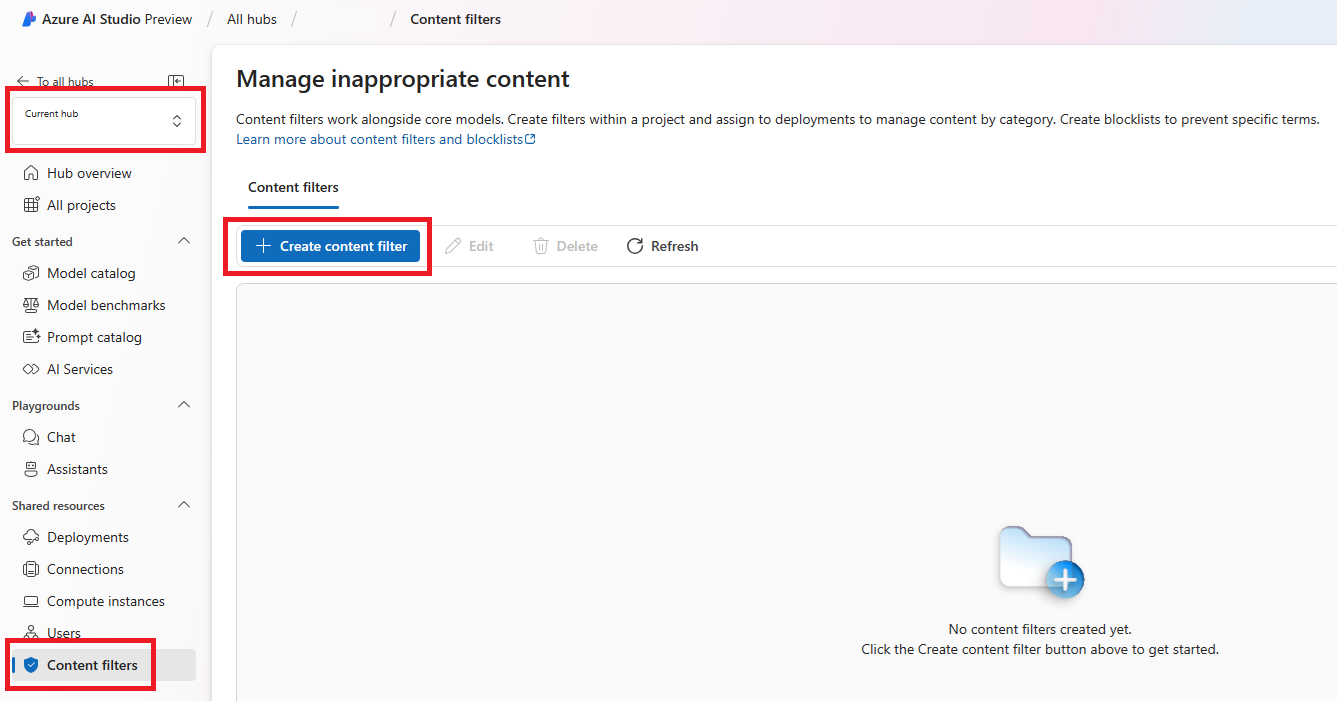 Azure AI Studio Preview / All hubs / / Content filters
To all hubs
Current hub
Hub overview
All projects
Get started
Model catalog
Model benchmarks
Prompt catalog
AI Services
Playgrounds
Chat
Assistants
Shared resources
Deployments
Connections
Compute instances
Users
Content filters
Manage inappropriate content
Content filters work alongside core models. Create filters within a project and assign to deployments to manage content by category. Create blocklists to prevent specific terms.
Learn more about content filters and blocklists
Content filters
Create content filter Edit Delete Refresh
No content filters created yet.
Click the Create content filter button above to get started.